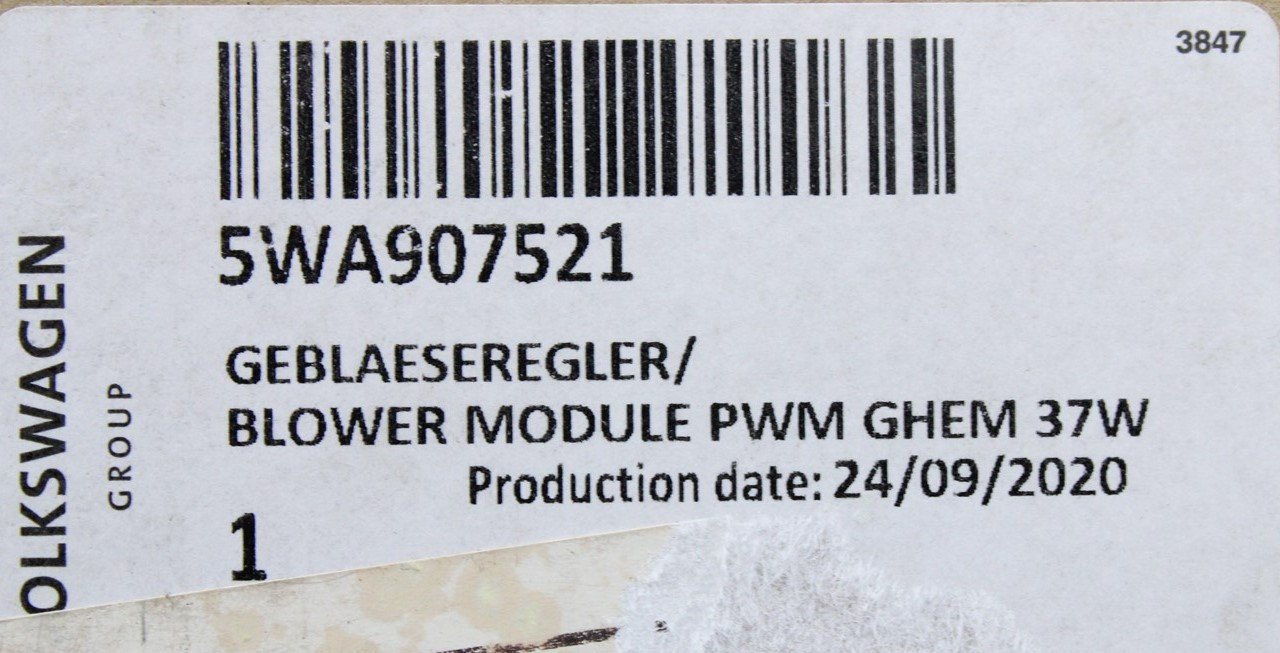 3847
5WA907521
GEBLAESEREGLER/
BLOWER MODULE PWM GHEM 37W
Production date: 24/09/2020
1
OLKSWAGEN
GROUP